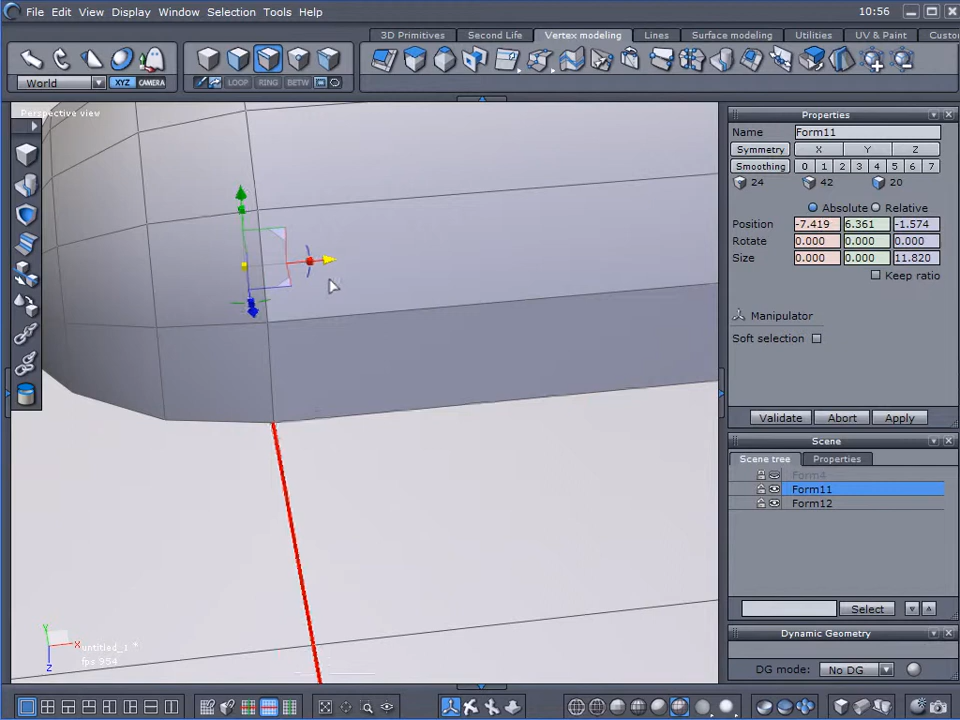 File Edit View Display Window Selection Tools Help 10:56
3D Primitives Second Life Vertex modeling Lines Surface modeling Utilities UV & Paint Custo
World XYZ CAMERA LOOP RING BETW
Perspective view
Properties
Name Form11
Symmetry X Y Z
Smoothing 0 1 2 3 4 5 6 7
24 42 20
Absolute Relative
Position -7.419 6.361 -1.574
Rotate 0.000 0.000 0.000
Size 0.000 0.000 11.820
Keep ratio
Manipulator
Soft selection
Validate Abort Apply
Scene
Scene tree Properties
Form4
Form11
Form12
Select
Dynamic Geometry
DG mode: No DG
Y
X
Z
untitled_1 *
fps 954